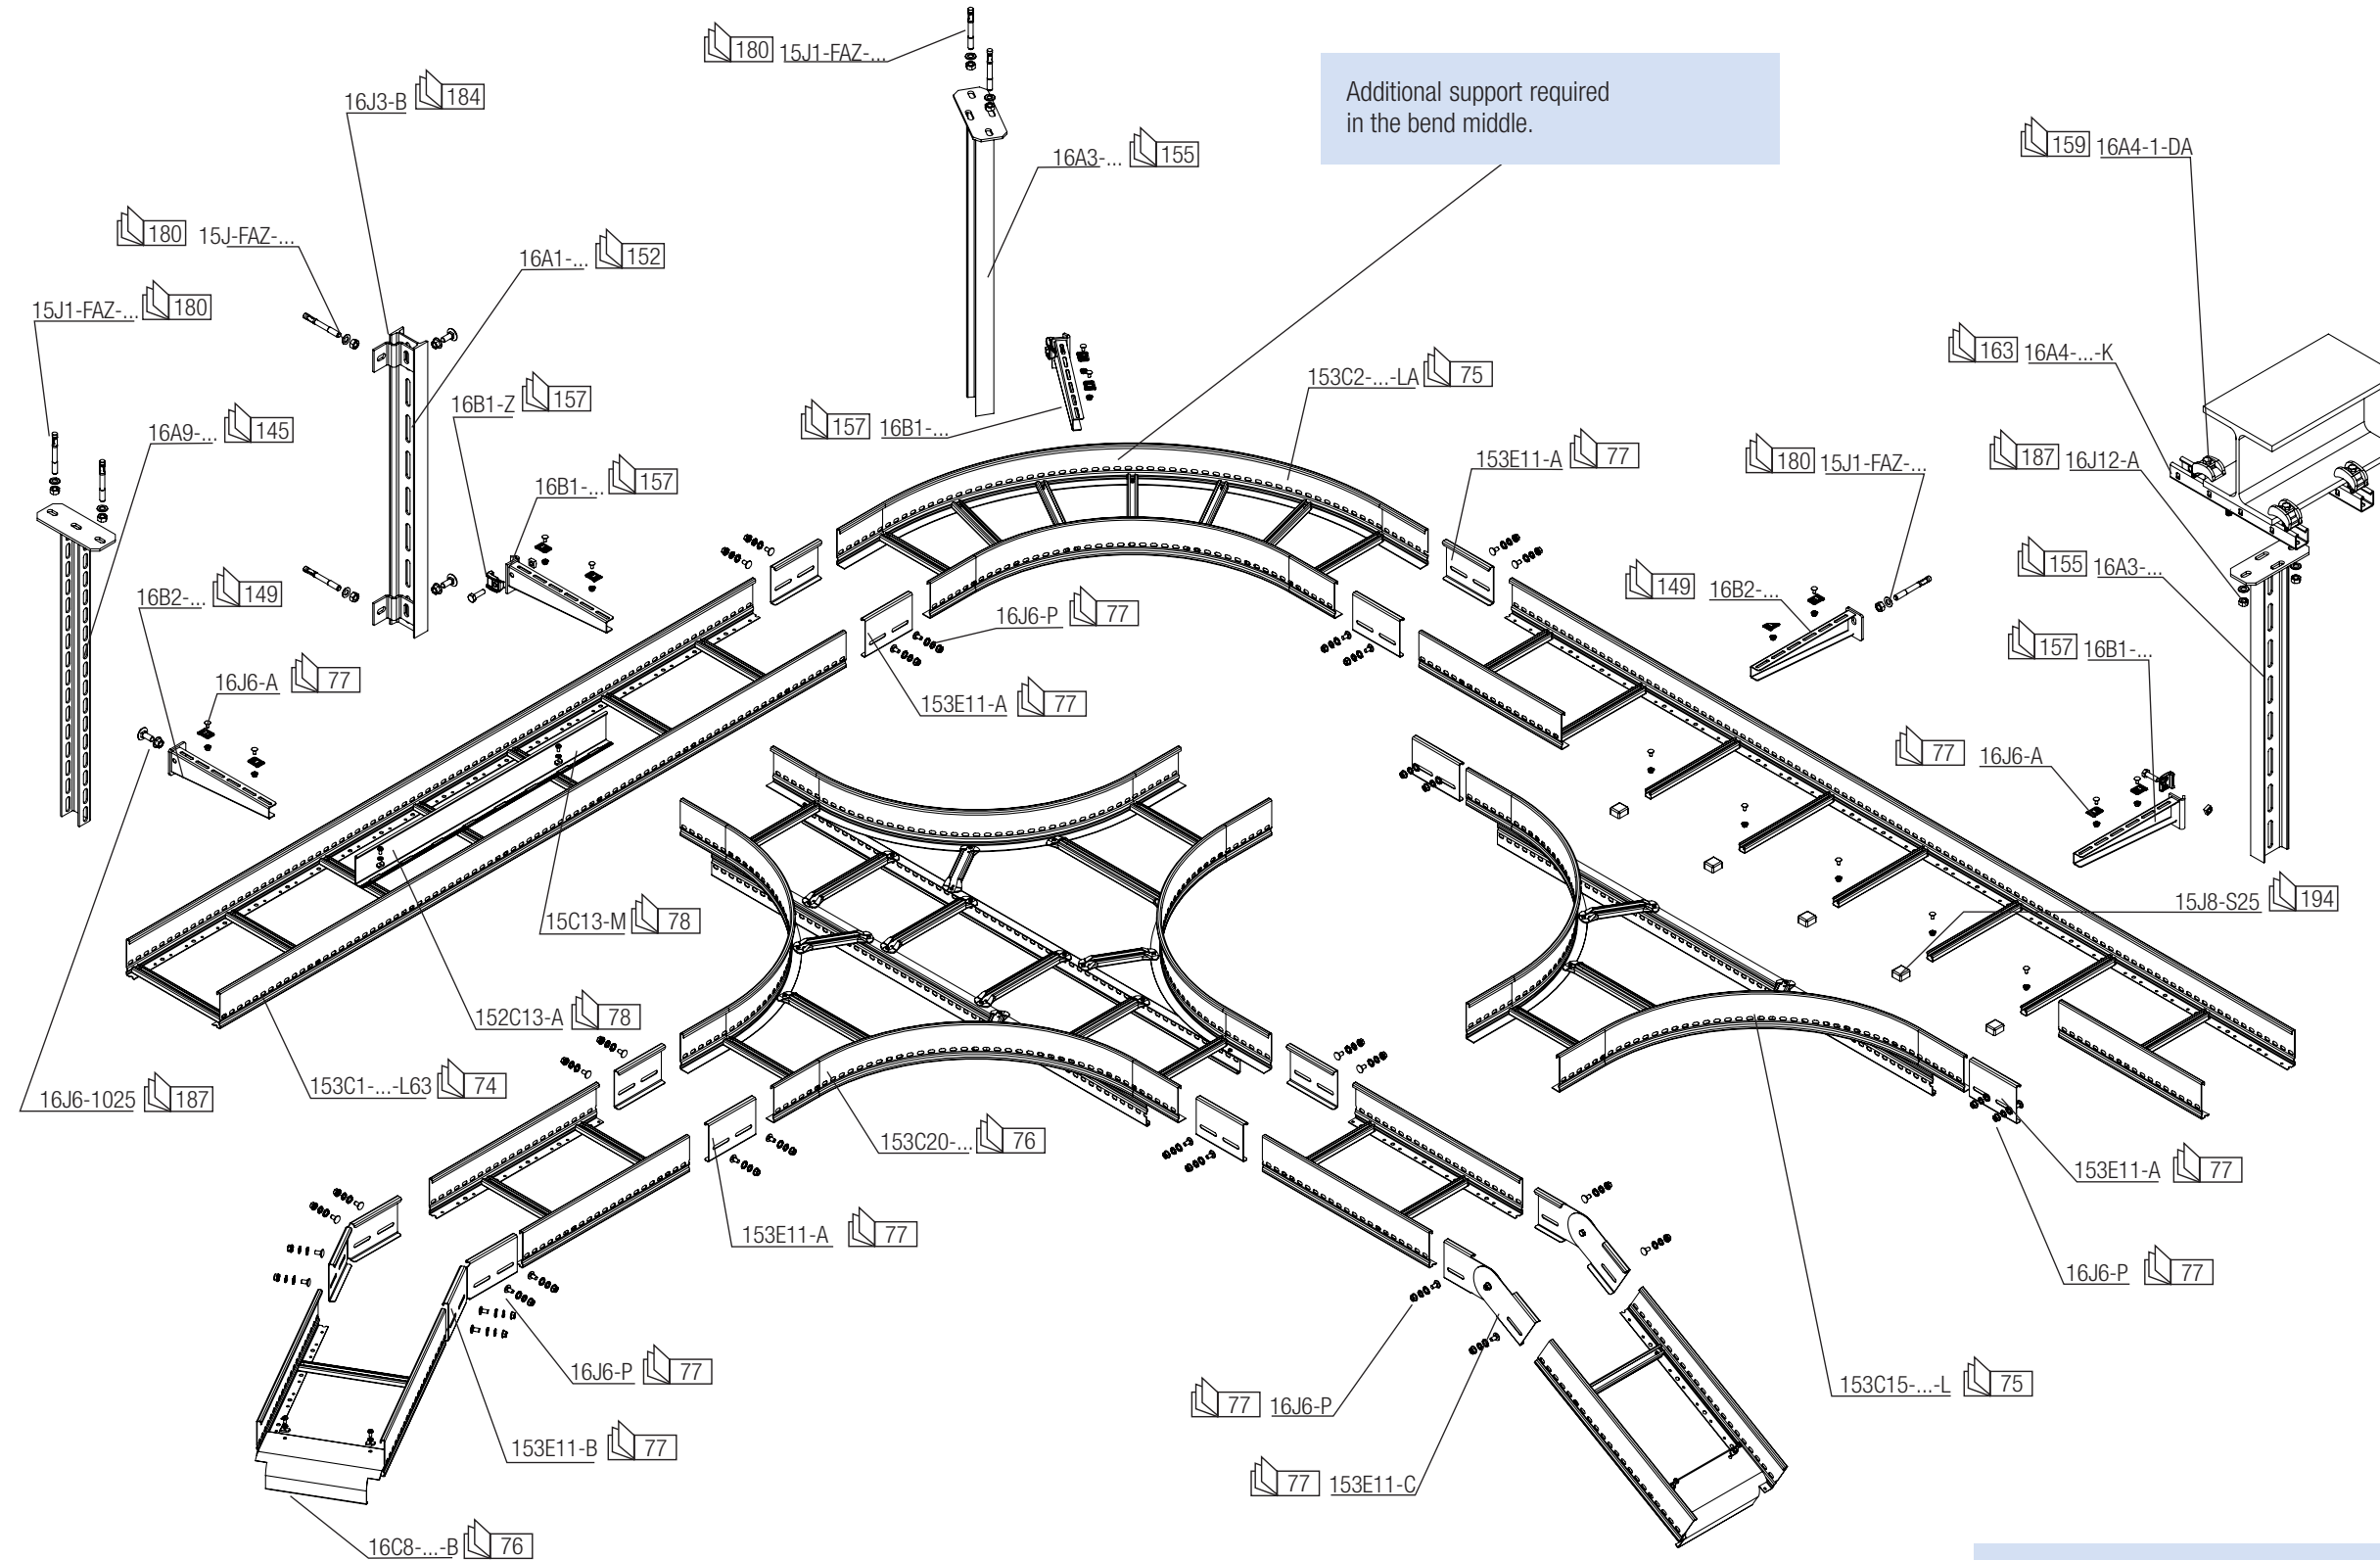 180 15J1-FAZ-...
16J3-B 184
Additional support required
in the bend middle.
16A3-... 155
159 16A4-1-DA
180 15J-FAZ-...
16A1-... 152
15J1-FAZ-... 180
163 16A4-...-K
153C2-...-LA 75
16B1-Z 157
157 16B1-...
16A9-... 145
153E11-A 77
180 15J1-FAZ-...
187 16J12-A
16B1-... 157
155 16A3-...
149 16B2-...
16B2-... 149
16J6-P 77
157 16B1-...
16J6-A 77
153E11-A 77
77 16J6-A
15J8-S25 194
15C13-M 78
152C13-A 78
153C1-...-L63 74
16J6-1025 187
153C20-... 76
153E11-A 77
153E11-A 77
16J6-P 77
16J6-P 77
153C15-...-L 75
77 16J6-P
153E11-B 77
77 153E11-C
16C8-...-B 76